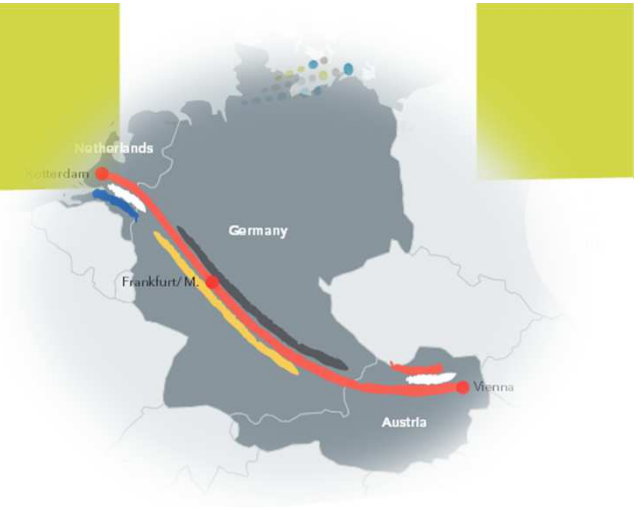 Netherlands
Rotterdam
Germany
Frankfurt/M.
Vienna
Austria